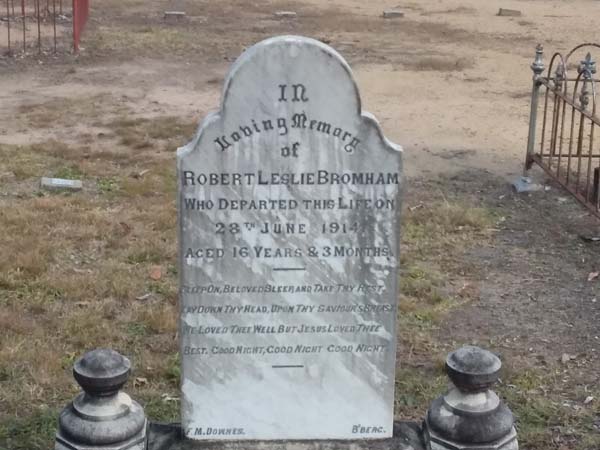 IN
Loving Memory
of
ROBERT LESLIE BROMHAM
WHO DEPARTED THIS LIFE ON
28TH JUNE 1914
AGED 16 YEARS & 3 MONTHS.
SLEEP ON, BELOVED SLEEP, AND TAKE THY REST,
LAY DOWN THY HEAD, UPON THY SAVIOUR'S BREAST
WE LOVED THEE WELL BUT JESUS LOVED THEE
BEST. GOOD NIGHT, GOOD NIGHT GOOD NIGHT.
F. M. DOWNES. B'BERG.